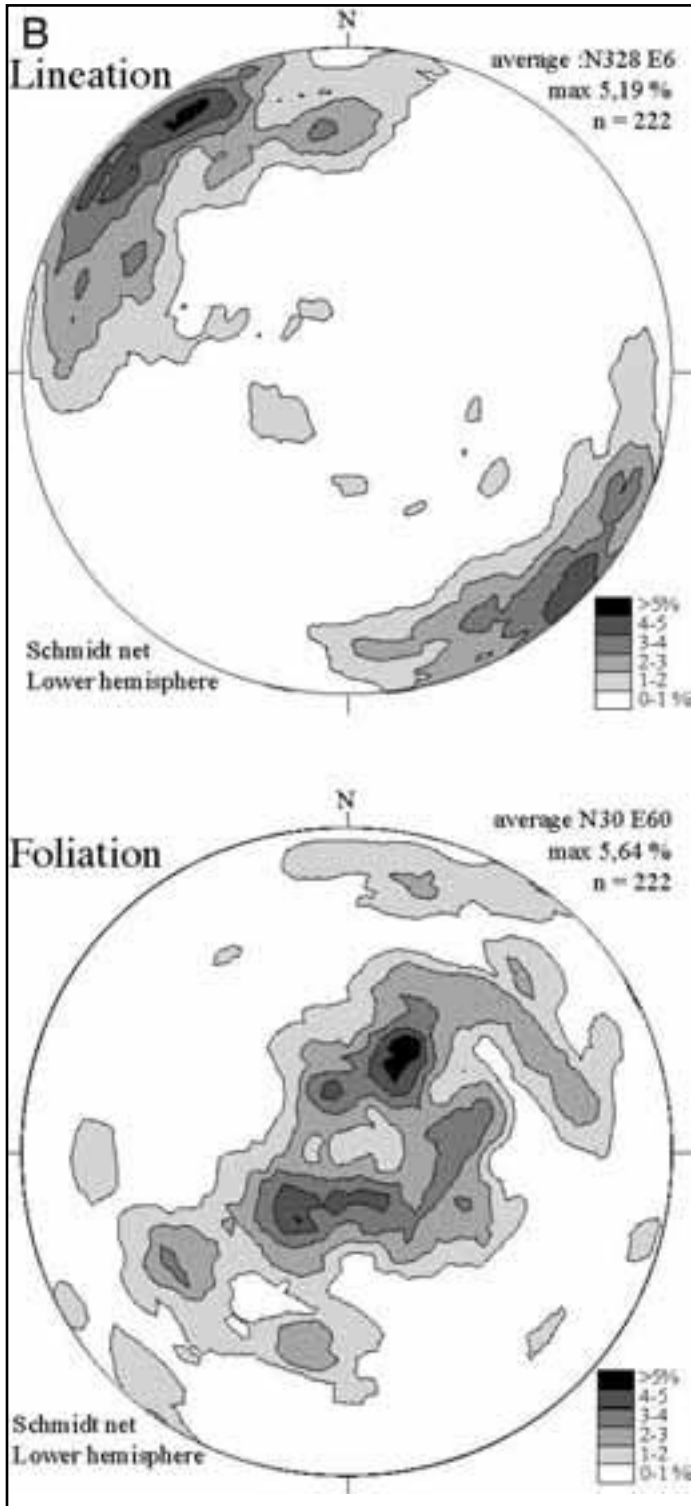 B
N
Lineation
average :N328 E6
max 5,19 %
n = 222
Schmidt net
Lower hemisphere
>5%
4-5
3-4
2-3
1-2
0-1 %
N
Foliation
average N30 E60
max 5,64 %
n = 222
Schmidt net
Lower hemisphere
>5%
4-5
3-4
2-3
1-2
0-1 %